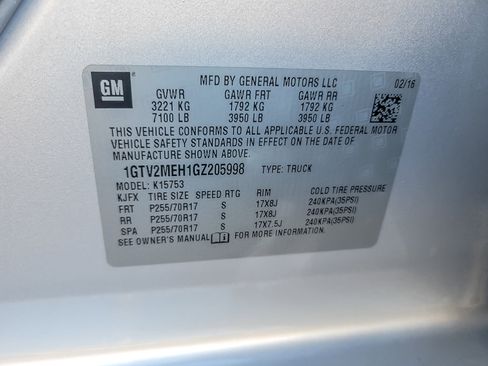 GM
MFD BY GENERAL MOTORS LLC 02/16
GVWR GAWR FRT GAWR RR
3221 KG 1792 KG 1792 KG
7100 LB 3950 LB 3950 LB
THIS VEHICLE CONFORMS TO ALL APPLICABLE U.S. FEDERAL MOTOR
VEHICLE SAFETY STANDARDS IN EFFECT ON THE DATE OF
MANUFACTURE SHOWN ABOVE.
1GTV2MEH1GZ205998 TYPE: TRUCK
MODEL: K15753
KJFX TIRE SIZE SPEED RTG RIM COLD TIRE PRESSURE
FRT P255/70R17 S 17X8J 240KPA(35PSI)
RR P255/70R17 S 17X8J 240KPA(35PSI)
SPA P255/70R17 S 17X7.5J 240KPA(35PSI)
SEE OWNER'S MANUAL FOR MORE INFORMATION.